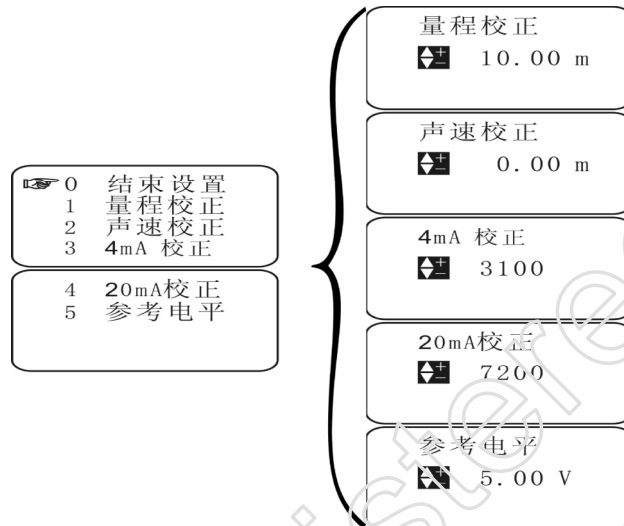 0 结束设置
1 量程校正
2 声速校正
3 4mA 校正
4 20mA校正
5 参考电平
量程校正
10.00 m
声速校正
0.00 m
4mA 校正
3100
20mA校正
7200
参考电平
5.00 V